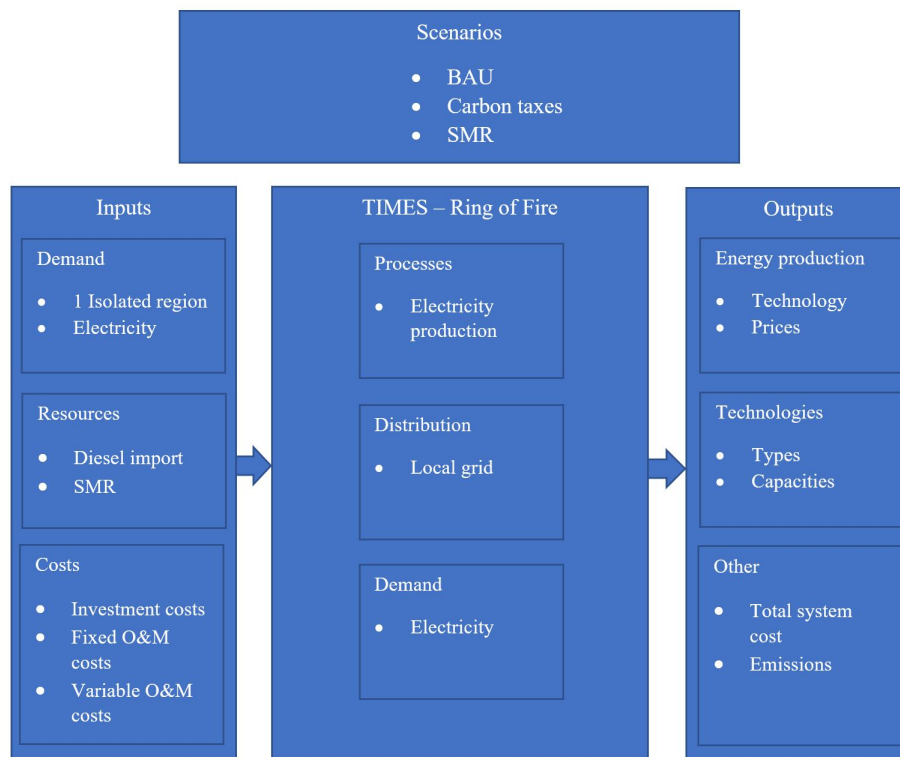 Scenarios
• BAU
• Carbon taxes
• SMR
Inputs
Demand
• 1 Isolated region
• Electricity
Resources
• Diesel import
• SMR
Costs
• Investment costs
• Fixed O&M
costs
• Variable O&M
costs
TIMES – Ring of Fire
Processes
• Electricity
production
Distribution
• Local grid
Demand
• Electricity
Outputs
Energy production
• Technology
• Prices
Technologies
• Types
• Capacities
Other
• Total system
cost
• Emissions